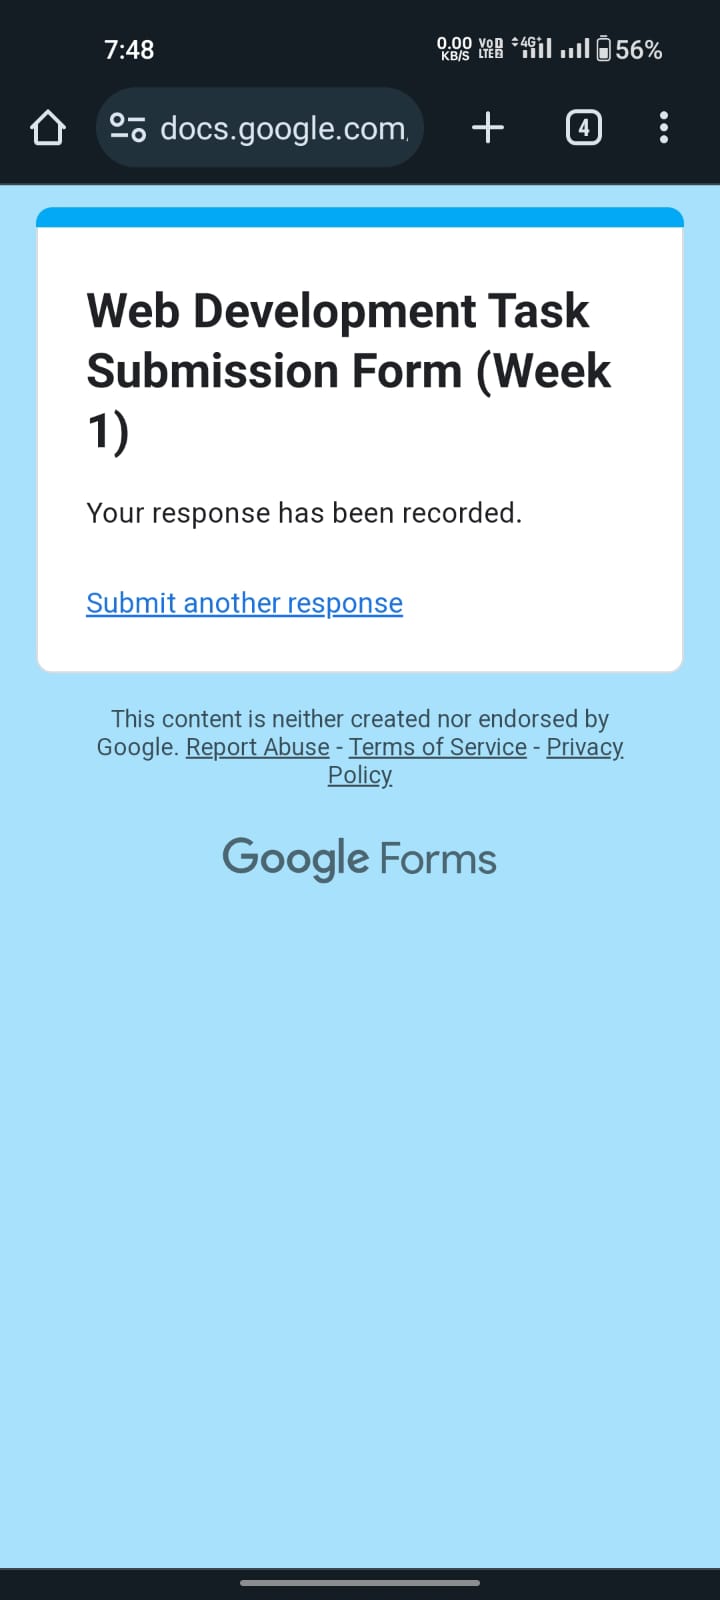 7:48
0.00 KB/S VoD LTE 2 4G+ 56%
docs.google.com
4
Web Development Task
Submission Form (Week
1)
Your response has been recorded.
Submit another response
This content is neither created nor endorsed by
Google. Report Abuse - Terms of Service - Privacy
Policy
Google Forms